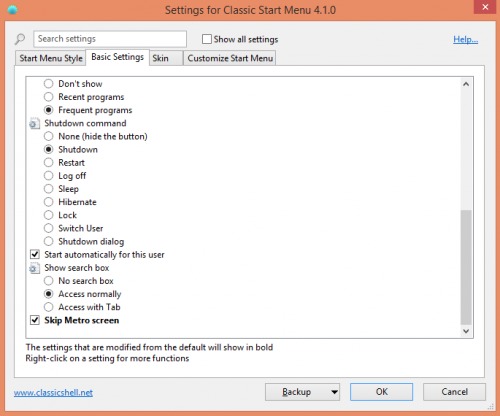 Settings for Classic Start Menu 4.1.0
Search settings
Show all settings
Help...
Start Menu Style
Basic Settings
Skin
Customize Start Menu
Don't show
Recent programs
Frequent programs
Shutdown command
None (hide the button)
Shutdown
Restart
Log off
Sleep
Hibernate
Lock
Switch User
Shutdown dialog
Start automatically for this user
Show search box
No search box
Access normally
Access with Tab
Skip Metro screen
The settings that are modified from the default will show in bold
Right-click on a setting for more functions
www.classicshell.net
Backup
OK
Cancel